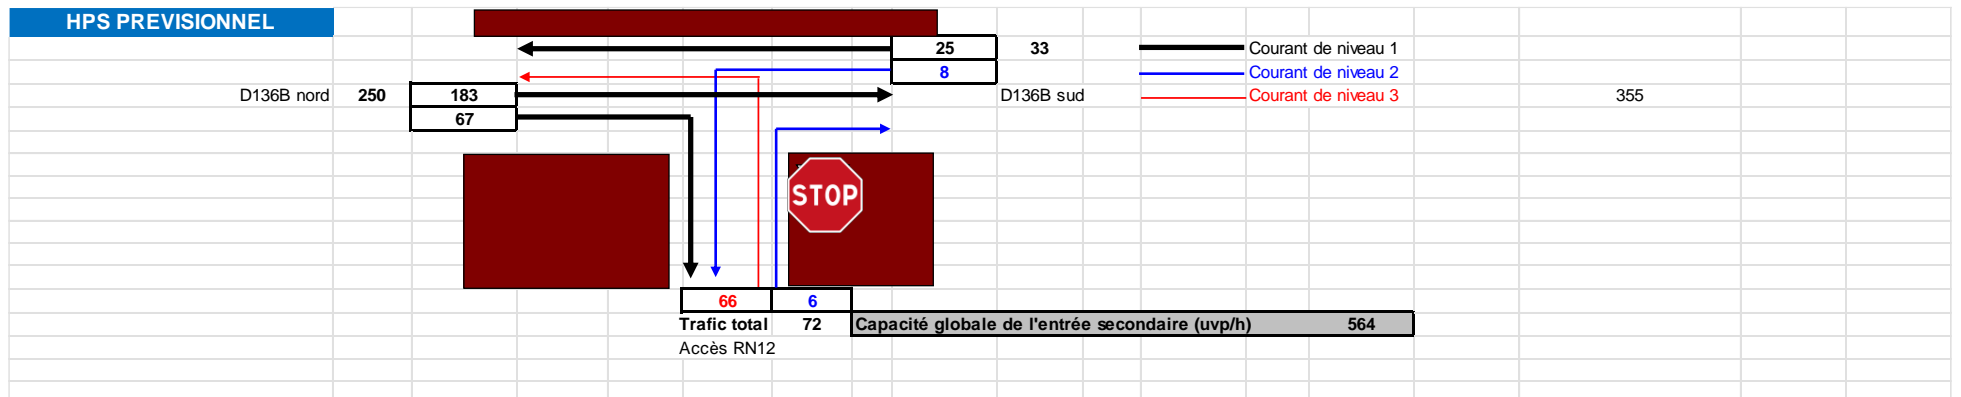 HPS PREVISIONNEL
25 33 Courant de niveau 1
8 Courant de niveau 2
D136B nord 250 183 D136B sud Courant de niveau 3 355
67
STOP
66 6
Trafic total 72 Capacité globale de l'entrée secondaire (uvp/h) 564
Accès RN12